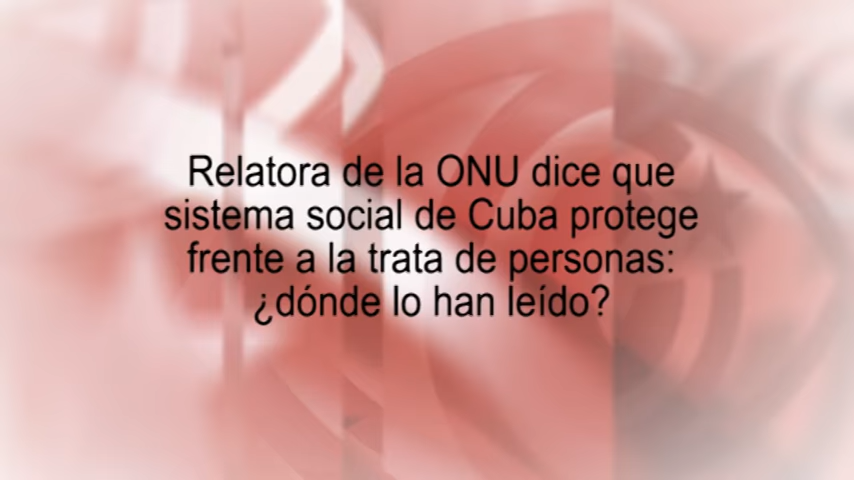 Relatora de la ONU dice que
sistema social de Cuba protege
frente a la trata de personas:
¿dónde lo han leído?